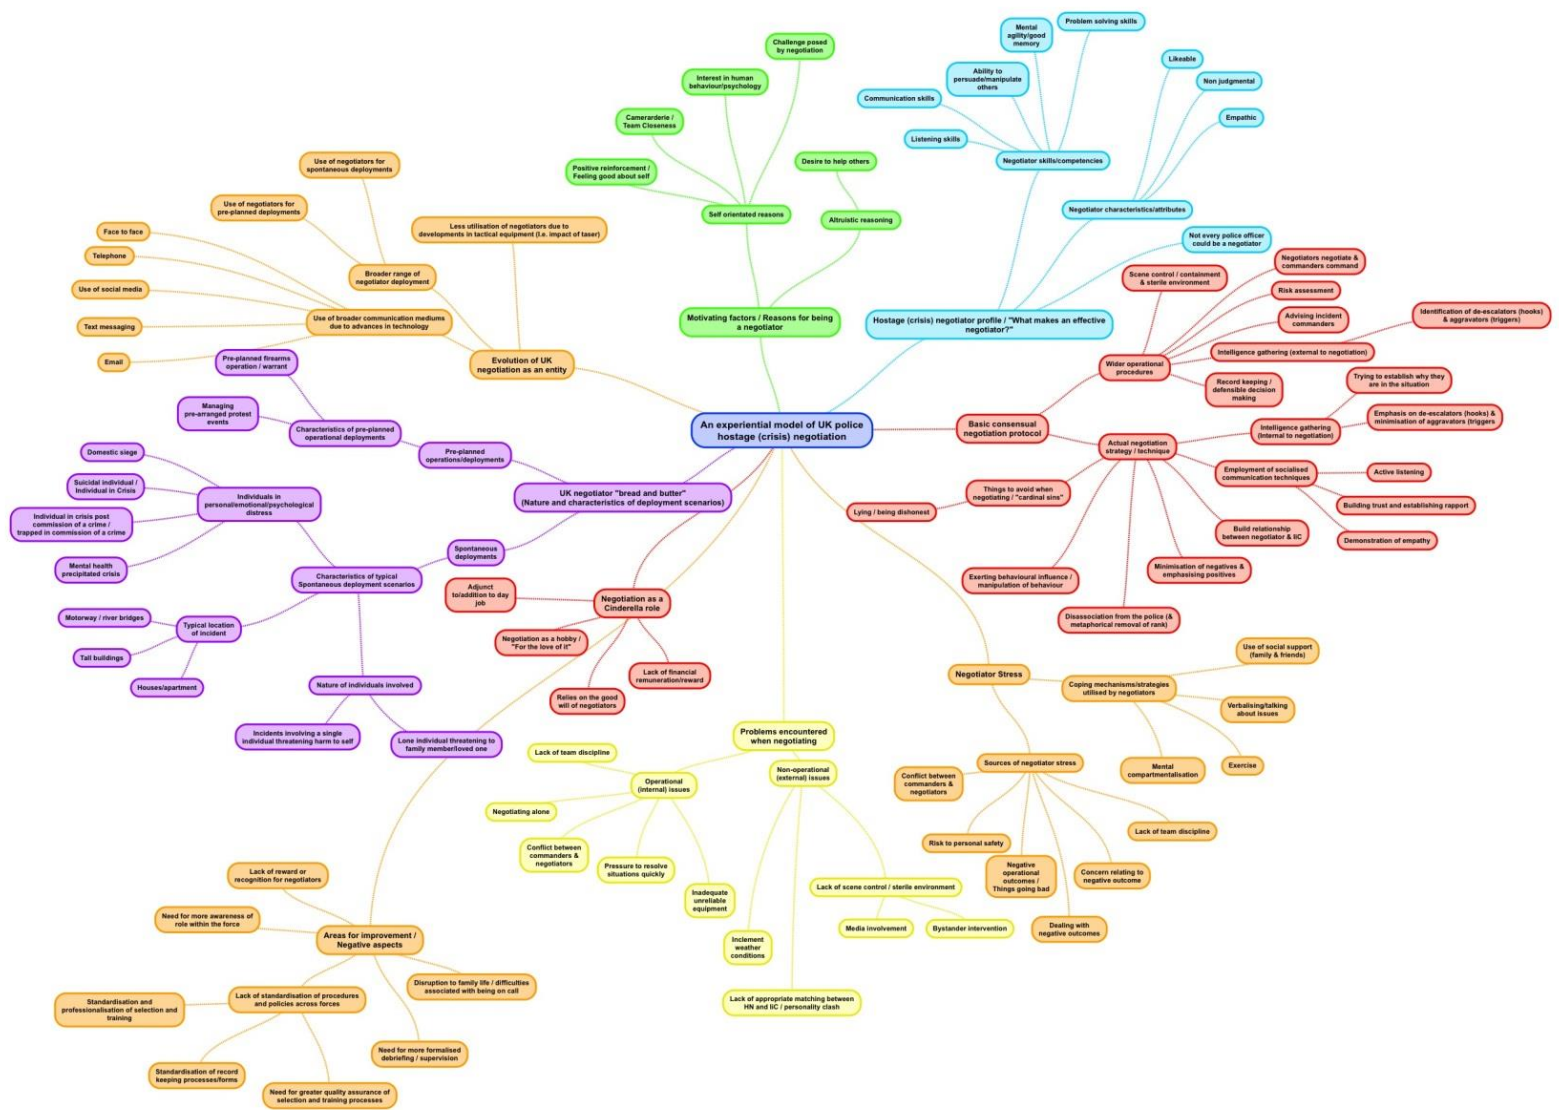 An experiential model of UK police
hostage (crisis) negotiation
Motivating factors / Reasons for being
a negotiator
Self orientated reasons
Positive reinforcement /
Feeling good about self
Camerarderie /
Team Closeness
Interest in human
behaviour/psychology
Challenge posed
by negotiation
Altruistic reasoning
Desire to help others
Hostage (crisis) negotiator profile / "What makes an effective
negotiator?"
Negotiator skills/competencies
Listening skills
Communication skills
Ability to
persuade/manipulate
others
Mental
agility/good
memory
Problem solving skills
Negotiator characteristics/attributes
Likeable
Non judgmental
Empathic
Not every police officer
could be a negotiator
Basic consensual
negotiation protocol
Wider operational
procedures
Scene control / containment
& sterile environment
Negotiators negotiate &
commanders command
Risk assessment
Advising incident
commanders
Intelligence gathering (external to negotiation)
Identification of de-escalators (hooks)
& aggravators (triggers)
Record keeping /
defensible decision
making
Actual negotiation
strategy / technique
Intelligence gathering
(Internal to negotiation)
Trying to establish why they
are in the situation
Emphasis on de-escalators (hooks) &
minimisation of aggravators (triggers
Employment of socialised
communication techniques
Active listening
Building trust and establishing rapport
Demonstration of empathy
Build relationship
between negotiator & IiC
Minimisation of negatives &
emphasising positives
Disassociation from the police (&
metaphorical removal of rank)
Exerting behavioural influence /
manipulation of behaviour
Things to avoid when
negotiating / "cardinal sins"
Lying / being dishonest
Negotiator Stress
Coping mechanisms/strategies
utilised by negotiators
Use of social support
(family & friends)
Verbalising/talking
about issues
Exercise
Mental
compartmentalisation
Sources of negotiator stress
Conflict between
commanders &
negotiators
Risk to personal safety
Negative
operational
outcomes /
Things going bad
Dealing with
negative outcomes
Concern relating to
negative outcome
Lack of team discipline
Problems encountered
when negotiating
Operational
(internal) issues
Lack of team discipline
Negotiating alone
Conflict between
commanders &
negotiators
Pressure to resolve
situations quickly
Inadequate
unreliable
equipment
Non-operational
(external) issues
Inclement
weather
conditions
Lack of appropriate matching between
HN and IiC / personality clash
Lack of scene control / sterile environment
Media involvement
Bystander intervention
Negotiation as a
Cinderella role
Adjunct
to/addition to day
job
Negotiation as a hobby /
"For the love of it"
Relies on the good
will of negotiators
Lack of financial
remuneration/reward
Areas for improvement /
Negative aspects
Lack of reward or
recognition for negotiators
Need for more awareness of
role within the force
Lack of standardisation of procedures
and policies across forces
Standardisation and
professionalisation of selection and
training
Standardisation of record
keeping processes/forms
Need for greater quality assurance of
selection and training processes
Need for more formalised
debriefing / supervision
Disruption to family life / difficulties
associated with being on call
UK negotiator "bread and butter"
(Nature and characteristics of deployment scenarios)
Pre-planned
operations/deployments
Characteristics of pre-planned
operational deployments
Pre-planned firearms
operation / warrant
Managing
pre-arranged protest
events
Spontaneous
deployments
Characteristics of typical
Spontaneous deployment scenarios
Individuals in
personal/emotional/psychological
distress
Domestic siege
Suicidal individual /
Individual in Crisis
Individual in crisis post
commission of a crime /
trapped in commission of a crime
Mental health
precipitated crisis
Typical location
of incident
Motorway / river bridges
Tall buildings
Houses/apartment
Nature of individuals involved
Incidents involving a single
individual threatening harm to self
Lone individual threatening to
family member/loved one
Evolution of UK
negotiation as an entity
Less utilisation of negotiators due to
developments in tactical equipment (I.e. impact of taser)
Broader range of
negotiator deployment
Use of negotiators for
spontaneous deployments
Use of negotiators for
pre-planned deployments
Use of broader communication mediums
due to advances in technology
Face to face
Telephone
Use of social media
Text messaging
Email